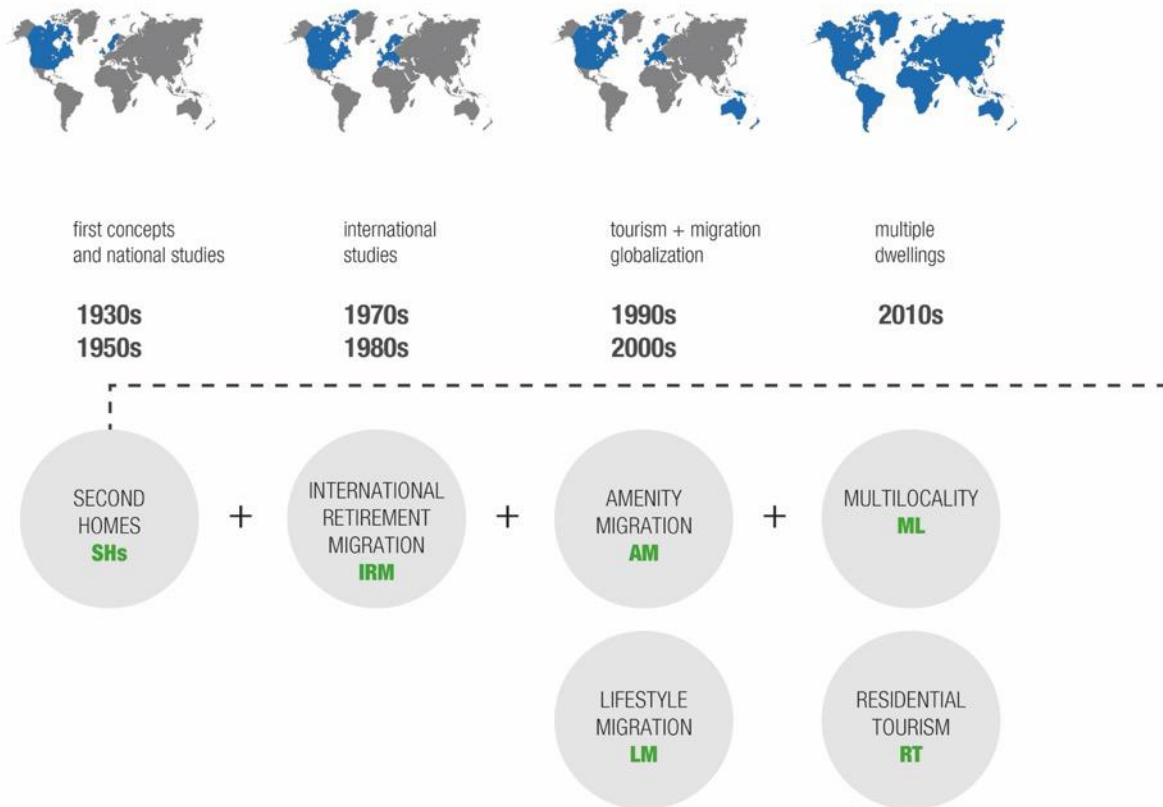 first concepts
and national studies
1930s
1950s
international
studies
1970s
1980s
tourism + migration
globalization
1990s
2000s
multiple
dwellings
2010s
SECOND
HOMES
SHs
+
INTERNATIONAL
RETIREMENT
MIGRATION
IRM
+
AMENITY
MIGRATION
AM
+
MULTILOCALITY
ML
LIFESTYLE
MIGRATION
LM
RESIDENTIAL
TOURISM
RT